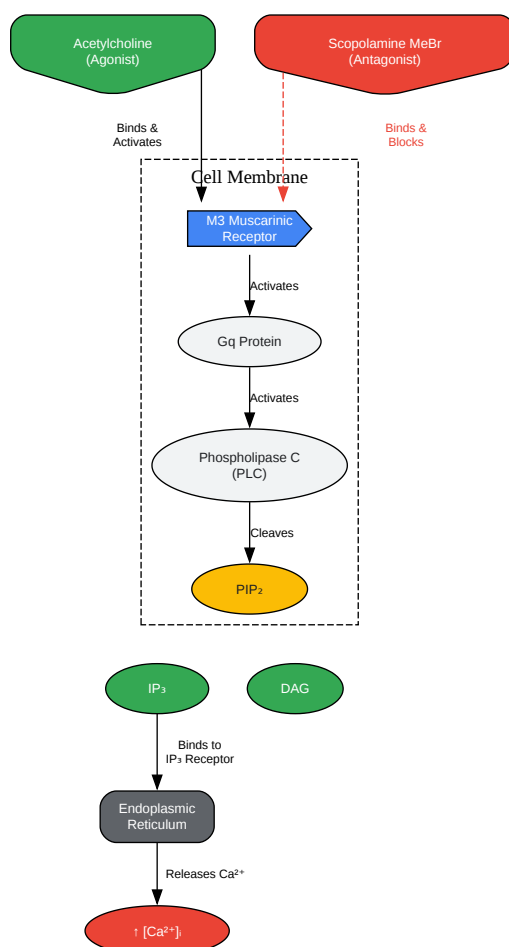 Acetylcholine
(Agonist)
Scopolamine MeBr
(Antagonist)
Binds &
Activates
Binds &
Blocks
Cell Membrane
M3 Muscarinic
Receptor
Activates
Gq Protein
Activates
Phospholipase C
(PLC)
Cleaves
PIP₂
IP₃
DAG
Binds to
IP₃ Receptor
Endoplasmic
Reticulum
Releases Ca²⁺
↑ [Ca²⁺]ᵢ